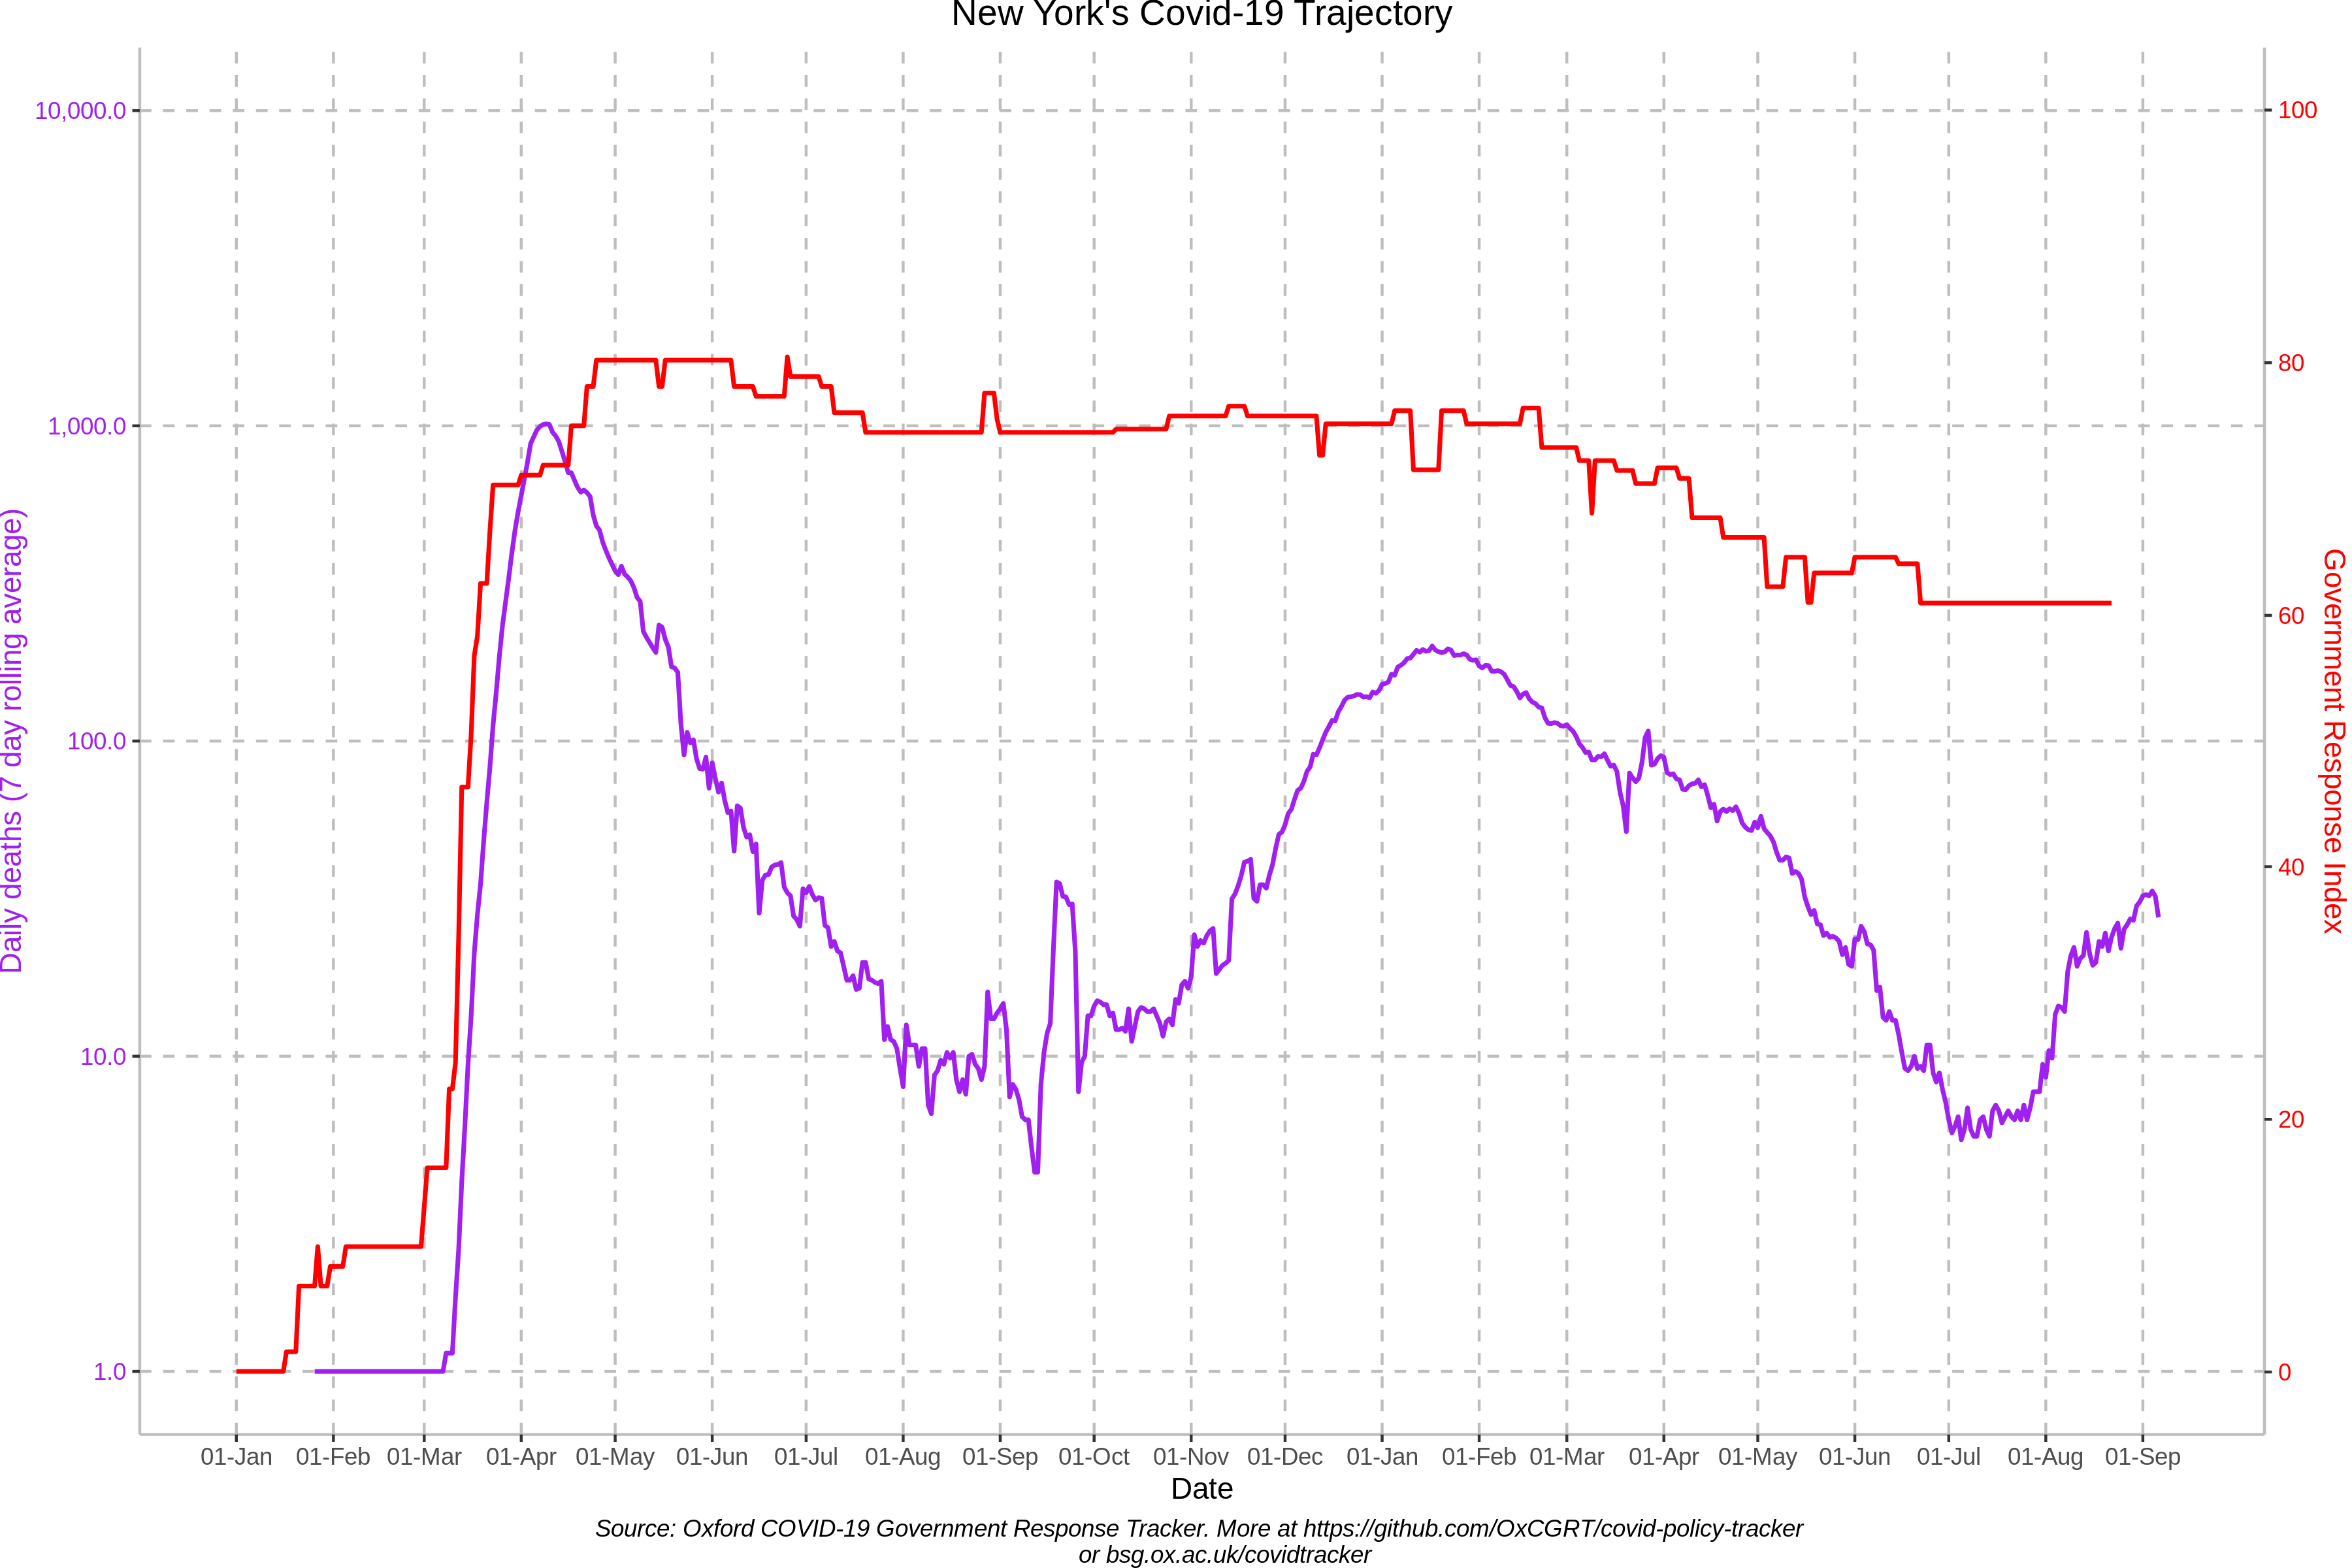 New York's Covid-19 Trajectory
10,000.0
1,000.0
100.0
10.0
1.0
Daily deaths (7 day rolling average)
100
80
60
40
20
0
Government Response Index
01-Jan 01-Feb 01-Mar 01-Apr 01-May 01-Jun 01-Jul 01-Aug 01-Sep 01-Oct 01-Nov 01-Dec 01-Jan 01-Feb 01-Mar 01-Apr 01-May 01-Jun 01-Jul 01-Aug 01-Sep
Date
Source: Oxford COVID-19 Government Response Tracker. More at https://github.com/OxCGRT/covid-policy-tracker
or bsg.ox.ac.uk/covidtracker